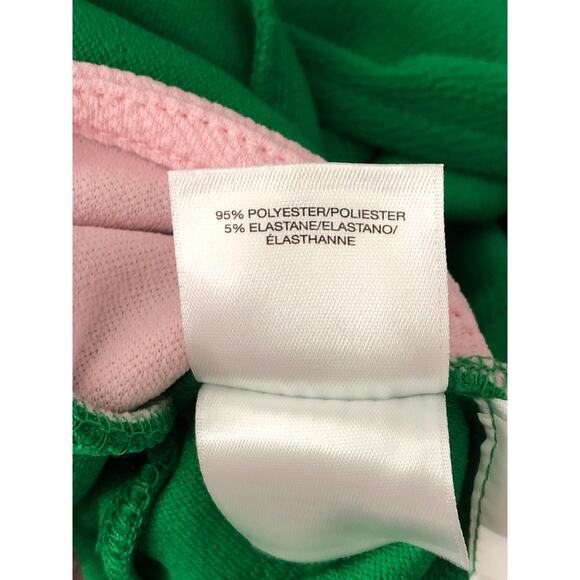 95% POLYESTER/POLIESTER
5% ELASTANE/ELASTANO/
ÉLASTHANNE